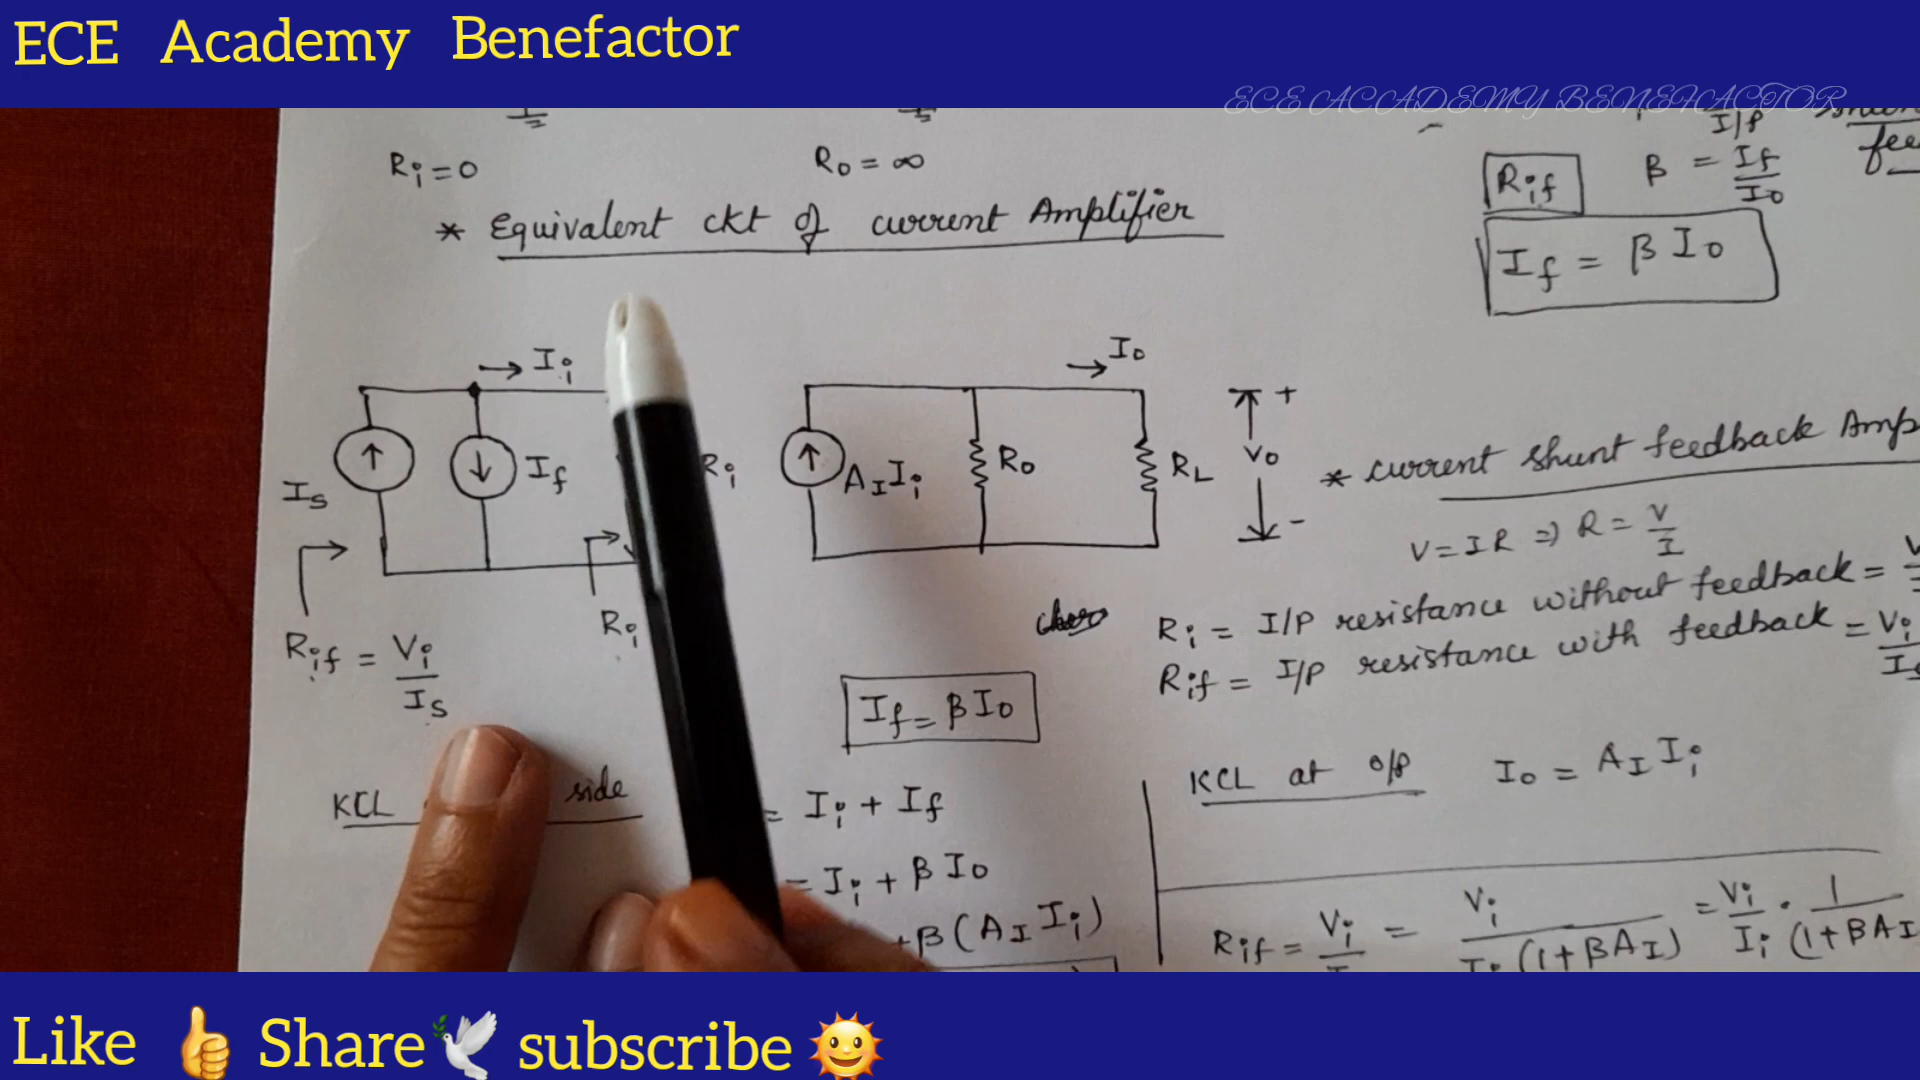 ECE Academy Benefactor
ECE ACCADEMY BENEFACTOR
Ri = 0
Ro = ∞
* Equivalent ckt of current Amplifier
I/P
Rif
β = If/Io
If = β Io
→ Ii
Is
If
Ri
AI Ii
Ro
→ Io
RL
+
Vo
-
Rif = Vi/Is
Ri
If = β Io
KCL
side
= Ii + If
= Ii + β Io
+ β (AI Ii)
* current shunt feedback Amp
V = IR ⇒ R = V/I
Ri = I/P resistance without feedback =
Rif = I/P resistance with feedback = Vi
KCL at o/p Io = AI Ii
Rif = Vi = Vi/Ii (1+βAI) = Vi/Ii · 1/(1+βAI
Like 👍 Share 🕊 subscribe 🌞